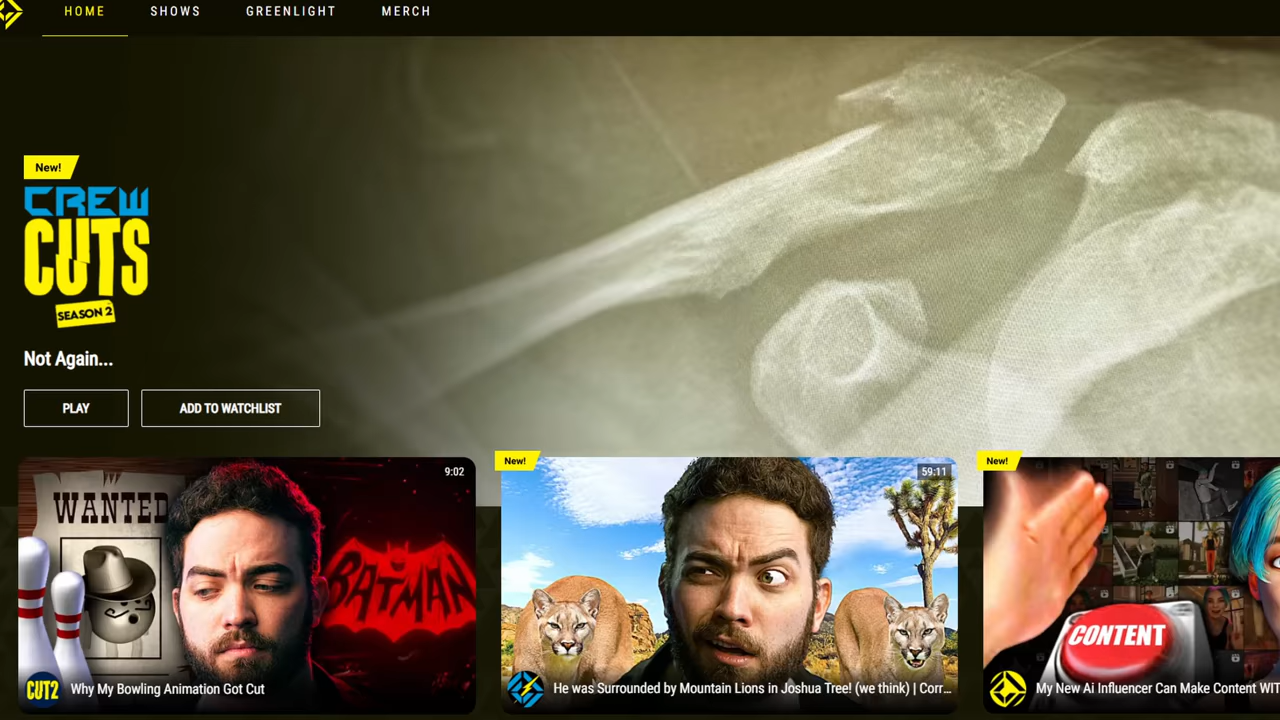 HOME SHOWS GREENLIGHT MERCH
New!
CREW
CUTS
SEASON 2
Not Again...
PLAY ADD TO WATCHLIST
9:02
WANTED
BATMAN
CUT2 Why My Bowling Animation Got Cut
New!
59:11
He was Surrounded by Mountain Lions in Joshua Tree! (we think) | Corr...
New!
CONTENT
My New Ai Influencer Can Make Content WIT